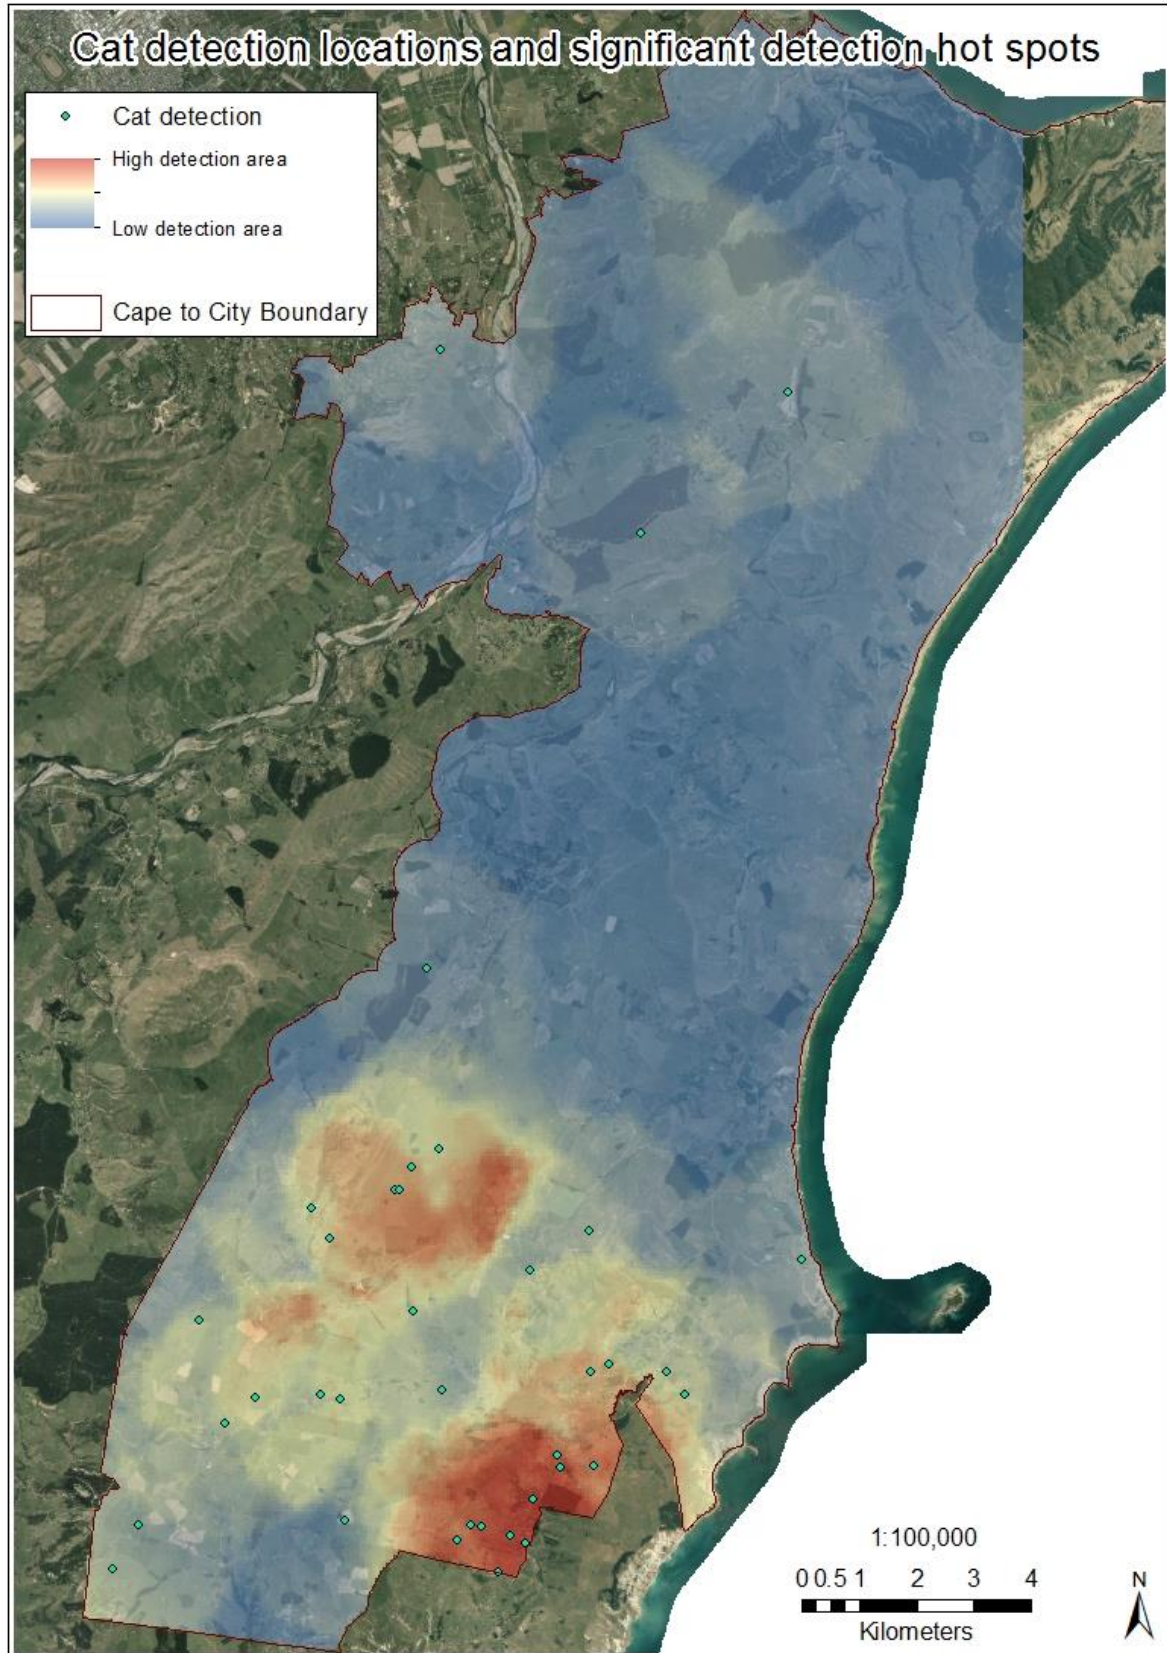 Cat detection locations and significant detection hot spots
Cat detection
High detection area
Low detection area
Cape to City Boundary
1:100,000
0 0.5 1 2 3 4
Kilometers
N